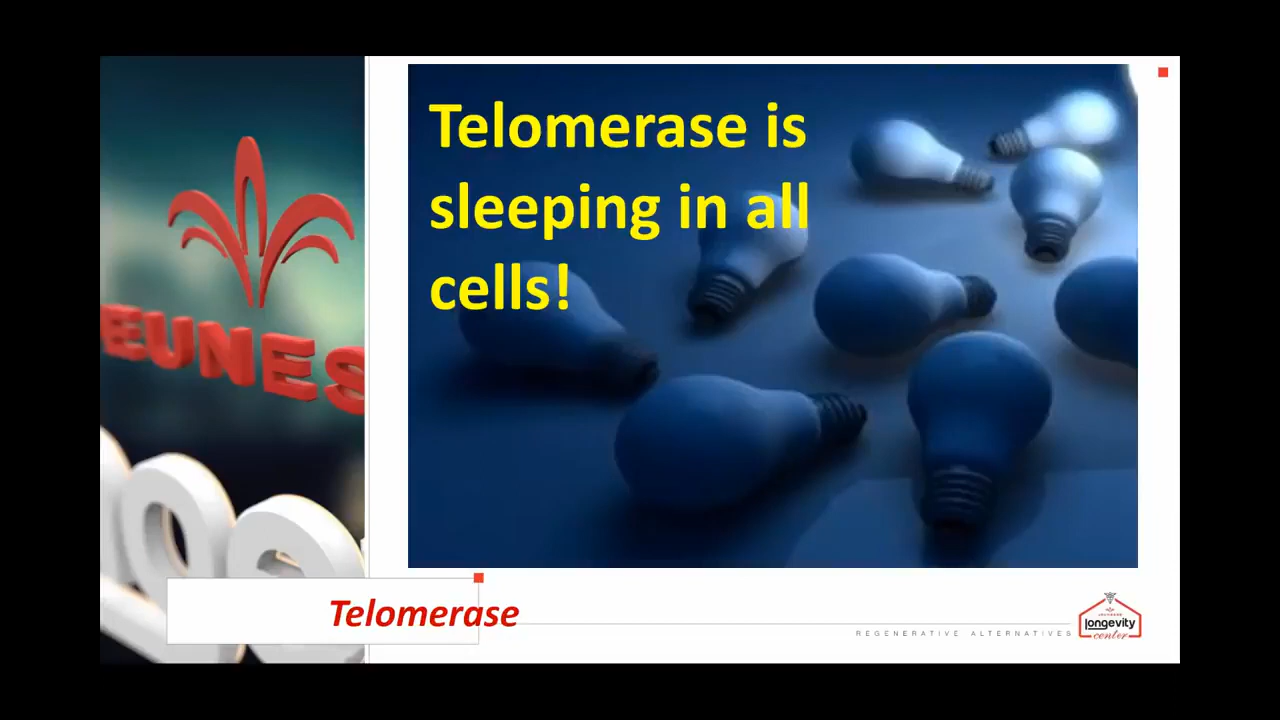 Telomerase is
sleeping in all
cells!
EUNES
Telomerase
REGENERATIVE ALTERNATIVES
longevity
center